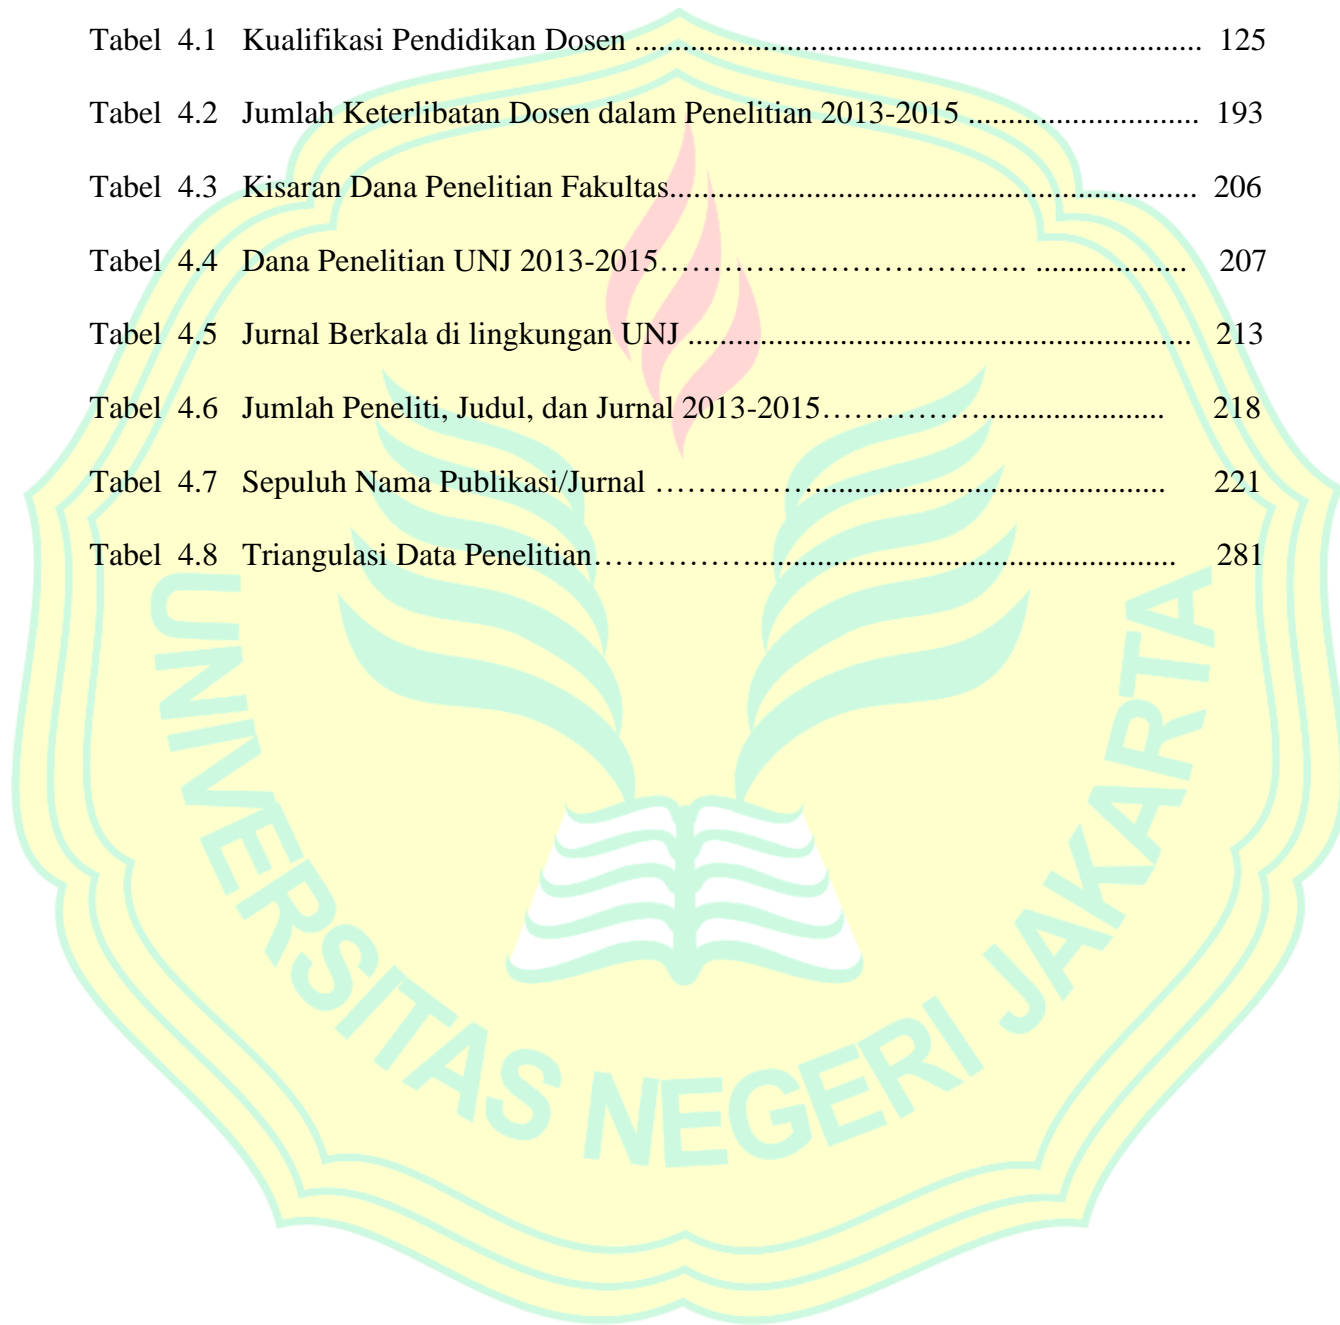 Tabel 4.1 Kualifikasi Pendidikan Dosen ........................................................................... 125
Tabel 4.2 Jumlah Keterlibatan Dosen dalam Penelitian 2013-2015 .............................. 193
Tabel 4.3 Kisaran Dana Penelitian Fakultas..................................................................... 206
Tabel 4.4 Dana Penelitian UNJ 2013-2015…………………………….. .................... 207
Tabel 4.5 Jurnal Berkala di lingkungan UNJ .................................................................. 213
Tabel 4.6 Jumlah Peneliti, Judul, dan Jurnal 2013-2015……………......................... 218
Tabel 4.7 Sepuluh Nama Publikasi/Jurnal ……………............................................... 221
Tabel 4.8 Triangulasi Data Penelitian……………........................................................ 281
UNIVERSITAS NEGERI JAKARTA